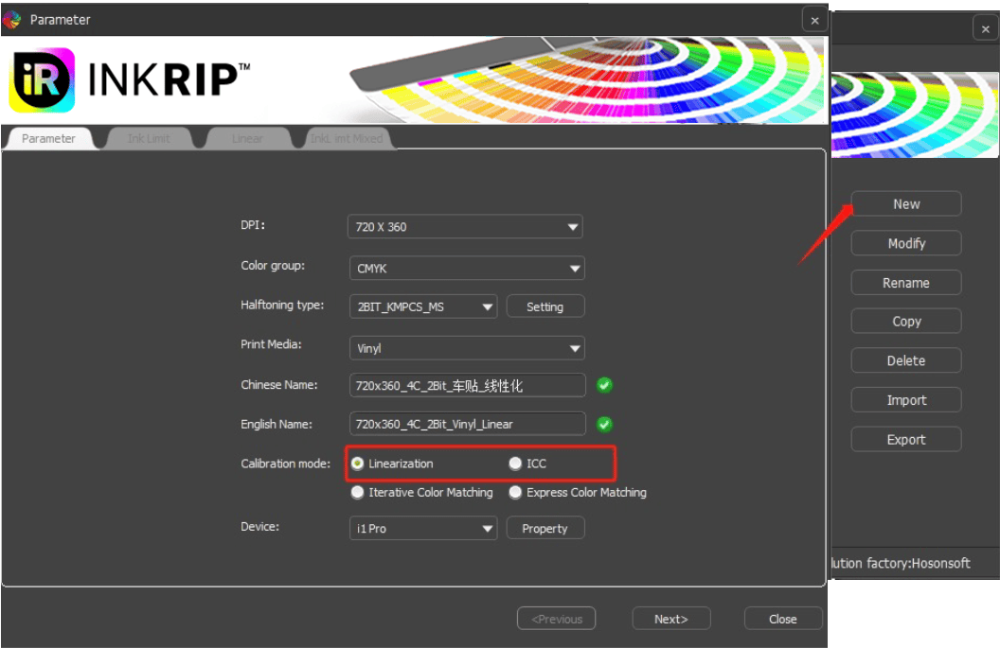 Parameter
iR INKRIP™
Parameter Ink Limit Linear InkLimt Mixed
DPI: 720 X 360
Color group: CMYK
Halftoning type: 2BIT_KMPCS_MS Setting
Print Media: Vinyl
Chinese Name: 720x360_4C_2Bit_车贴_线性化
English Name: 720x360_4C_2Bit_Vinyl_Linear
Calibration mode: Linearization ICC
Iterative Color Matching Express Color Matching
Device: i1 Pro Property
<Previous Next> Close
New
Modify
Rename
Copy
Delete
Import
Export
lution factory:Hosonsoft